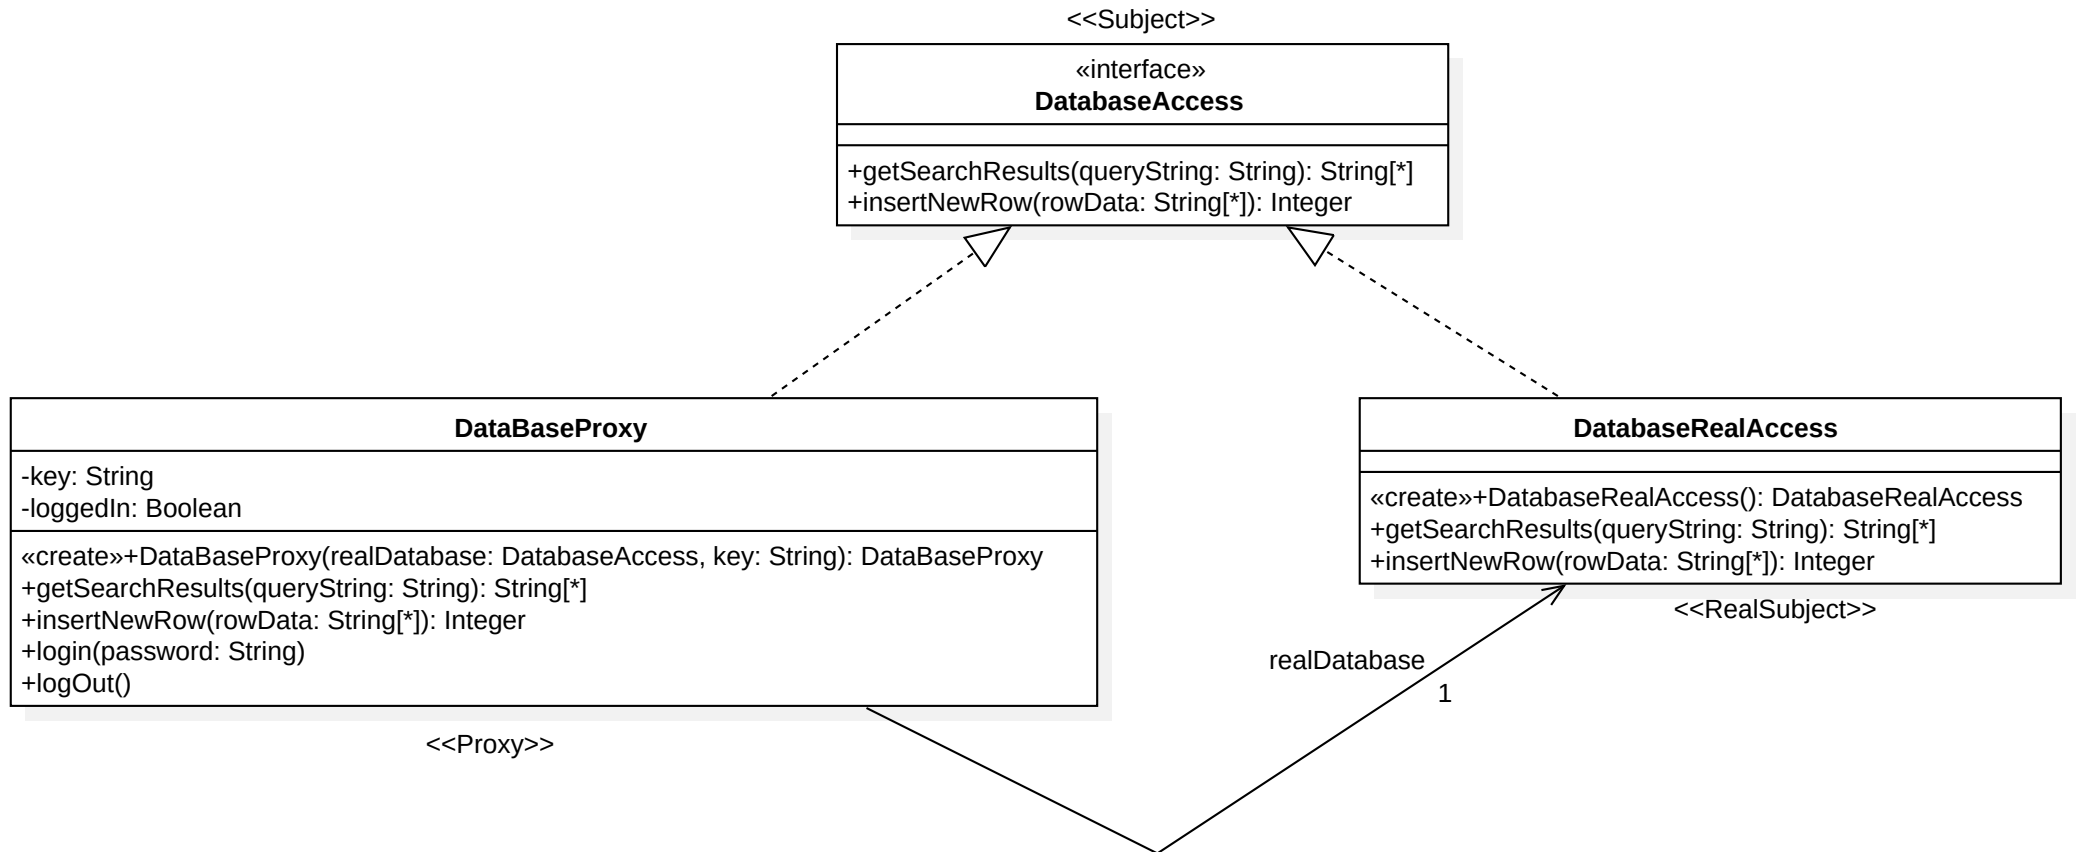 <<Subject>>
«interface»
DatabaseAccess
+getSearchResults(queryString: String): String[*]
+insertNewRow(rowData: String[*]): Integer
DataBaseProxy
-key: String
-loggedIn: Boolean
«create»+DataBaseProxy(realDatabase: DatabaseAccess, key: String): DataBaseProxy
+getSearchResults(queryString: String): String[*]
+insertNewRow(rowData: String[*]): Integer
+login(password: String)
+logOut()
<<Proxy>>
DatabaseRealAccess
«create»+DatabaseRealAccess(): DatabaseRealAccess
+getSearchResults(queryString: String): String[*]
+insertNewRow(rowData: String[*]): Integer
<<RealSubject>>
realDatabase
1